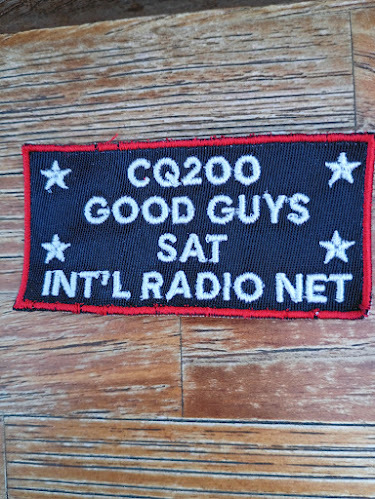 CQ200
GOOD GUYS
SAT
INT'L RADIO NET